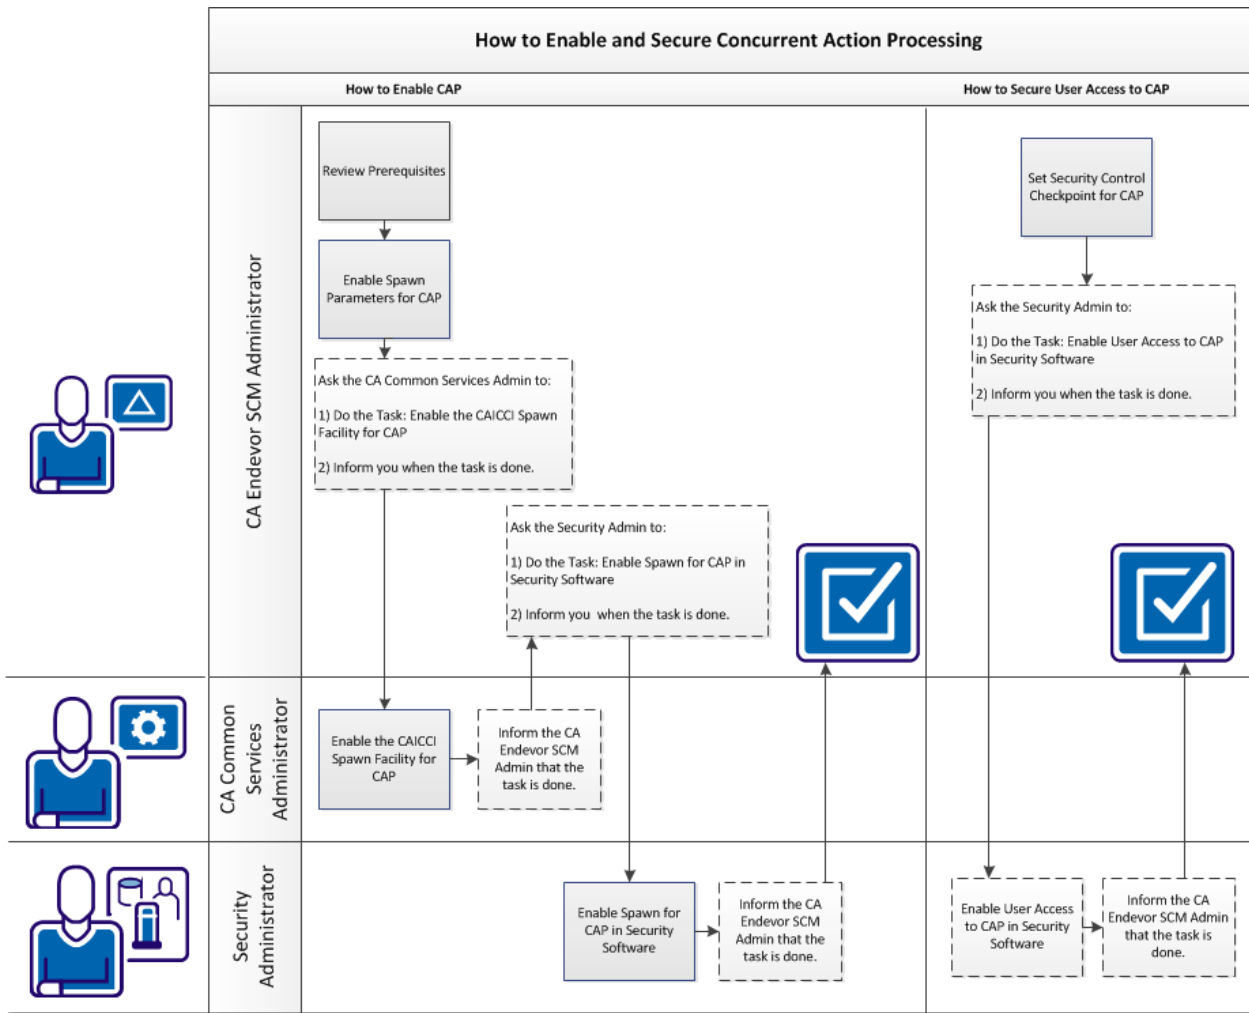 How to Enable and Secure Concurrent Action Processing
How to Enable CAP
How to Secure User Access to CAP
CA Endevor SCM Administrator
Review Prerequisites
Enable Spawn
Parameters for CAP
Ask the CA Common Services Admin to:
1) Do the Task: Enable the CAICCI Spawn
Facility for CAP
2) Inform you when the task is done.
Ask the Security Admin to:
1) Do the Task: Enable Spawn for CAP in
Security Software
2) Inform you when the task is done.
Set Security Control
Checkpoint for CAP
Ask the Security Admin to:
1) Do the Task: Enable User Access to CAP
in Security Software
2) Inform you when the task is done.
CA Common
Services
Administrator
Enable the CAICCI
Spawn Facility for
CAP
Inform the CA
Endevor SCM
Admin that the
task is done.
Security
Administrator
Enable Spawn for
CAP in Security
Software
Inform the CA
Endevor SCM
Admin that the
task is done.
Enable User Access
to CAP in Security
Software
Inform the CA
Endevor SCM Admin
that the task is
done.